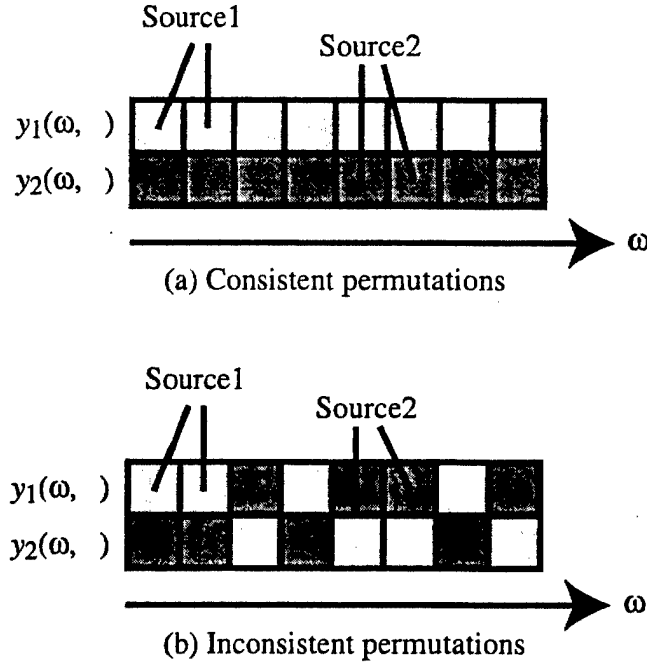 Source1
Source2
y1(ω, )
y2(ω, )
ω
(a) Consistent permutations
Source1
Source2
y1(ω, )
y2(ω, )
ω
(b) Inconsistent permutations